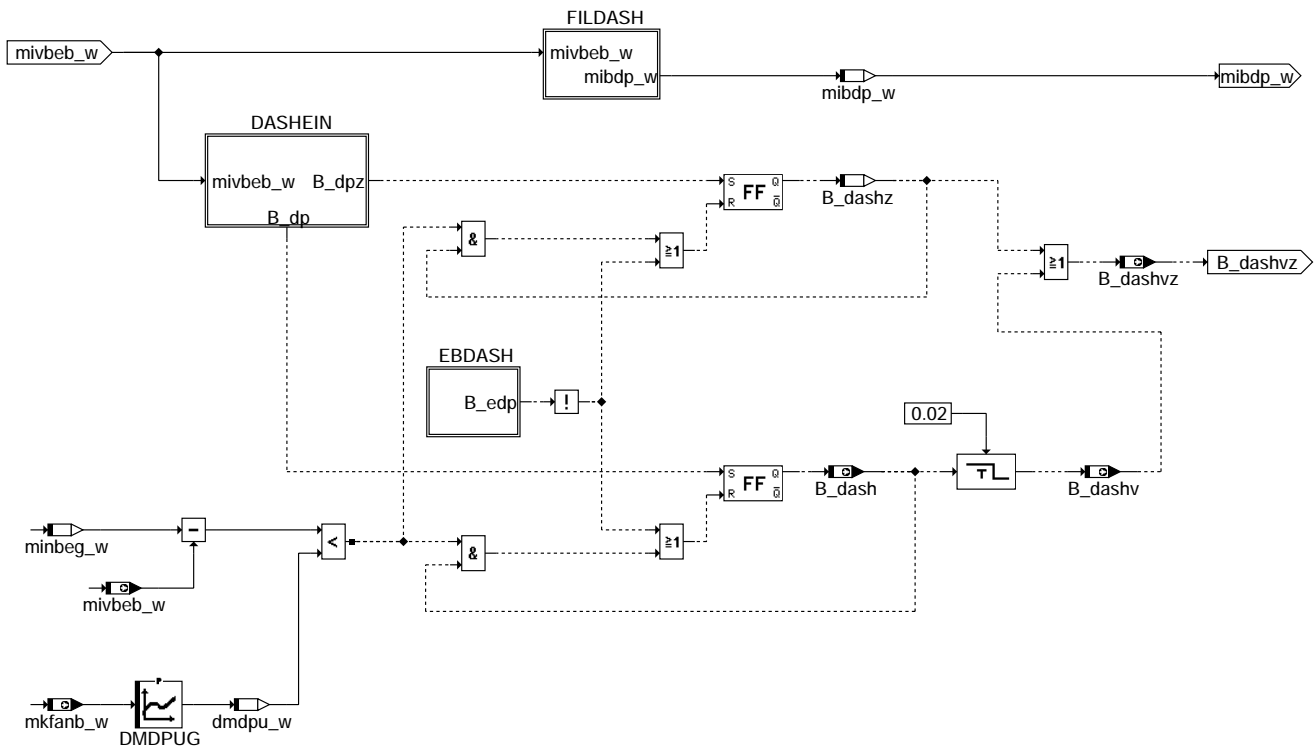 FILDASH
mivbeb_w
mivbeb_w
mibdp_w
mibdp_w
mibdp_w
DASHEIN
mivbeb_w
B_dpz
B_dp
S
Q
FF
R
Q
B_dashz
&
≧1
≧1
B_dashvz
B_dashvz
EBDASH
B_edp
!
0.02
S
Q
FF
R
Q
B_dash
T
B_dashv
minbeg_w
−
<
&
≧1
mivbeb_w
mkfanb_w
P
DMDPUG
dmdpu_w